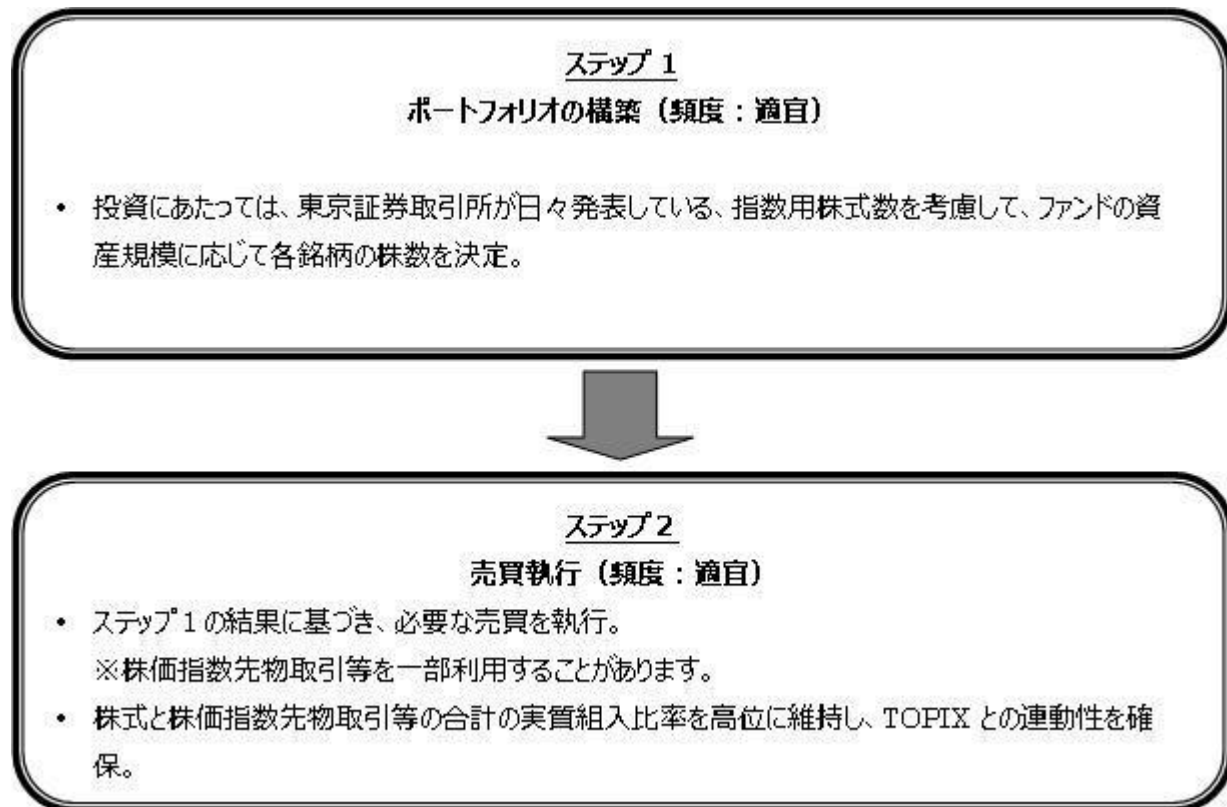 ステップ 1
ポートフォリオの構築（頻度：適宜）
• 投資にあたっては、東京証券取引所が日々発表している、指数用株式数を考慮して、ファンドの資
産規模に応じて各銘柄の株数を決定。
ステップ 2
売買執行（頻度：適宜）
• ステップ 1 の結果に基づき、必要な売買を執行。
※株価指数先物取引等を一部利用することがあります。
• 株式と株価指数先物取引等の合計の実質組入比率を高位に維持し、TOPIX との連動性を確
保。